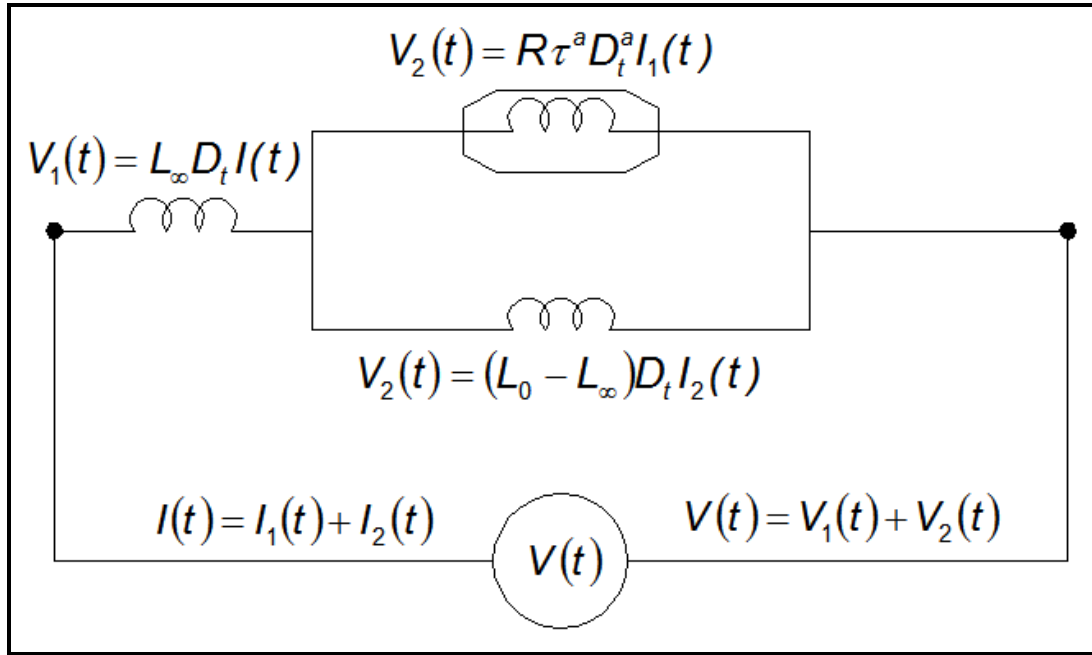 V₂(t) = Rτᵃ Dₜᵃ I₁(t)
V₁(t) = L∞ Dₜ I(t)
V₂(t) = (L₀ − L∞) Dₜ I₂(t)
I(t) = I₁(t) + I₂(t)
V(t) = V₁(t) + V₂(t)
V(t)